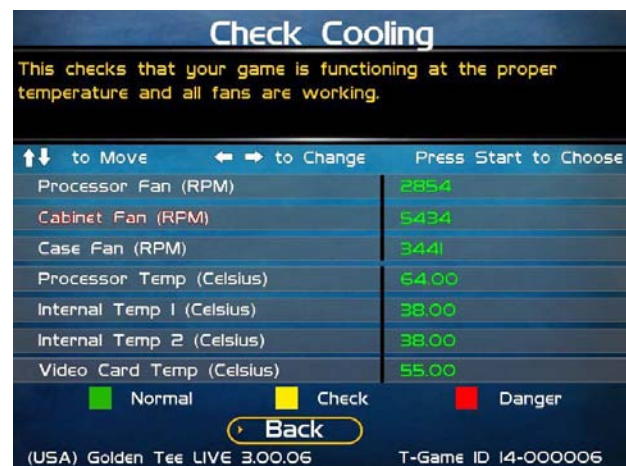 Check Cooling
This checks that your game is functioning at the proper
temperature and all fans are working.
to Move to Change Press Start to Choose
Processor Fan (RPM) 2854
Cabinet Fan (RPM) 5434
Case Fan (RPM) 3441
Processor Temp (Celsius) 64.00
Internal Temp 1 (Celsius) 38.00
Internal Temp 2 (Celsius) 38.00
Video Card Temp (Celsius) 55.00
Normal Check Danger
Back
(USA) Golden Tee LIVE 3.00.06 T-Game ID 14-000006